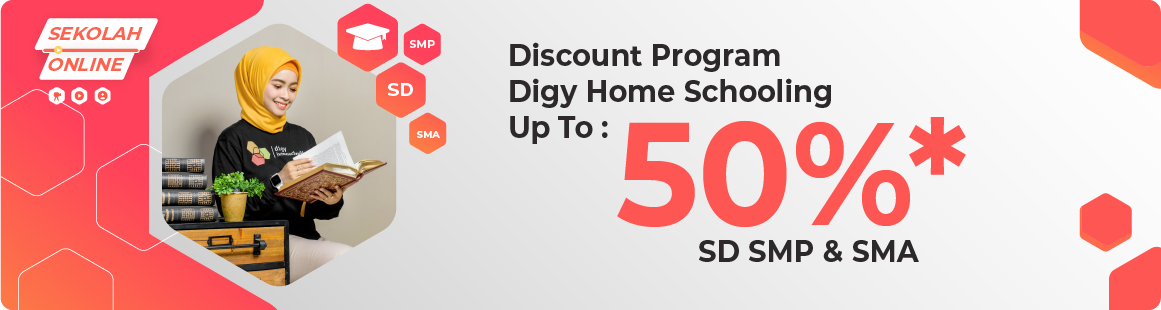 SEKOLAH
ONLINE
SMP
SD
SMA
Discount Program
Digy Home Schooling
Up To :
50%*
SD SMP & SMA